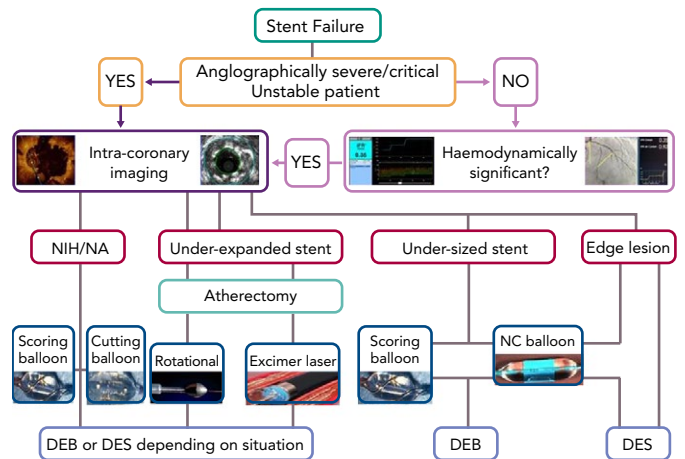 Stent Failure
YES
Anglographically severe/critical
Unstable patient
NO
Intra-coronary
imaging
YES
Haemodynamically
significant?
NIH/NA
Under-expanded stent
Under-sized stent
Edge lesion
Atherectomy
Scoring
balloon
Cutting
balloon
Rotational
Excimer laser
Scoring
balloon
NC balloon
DEB or DES depending on situation
DEB
DES